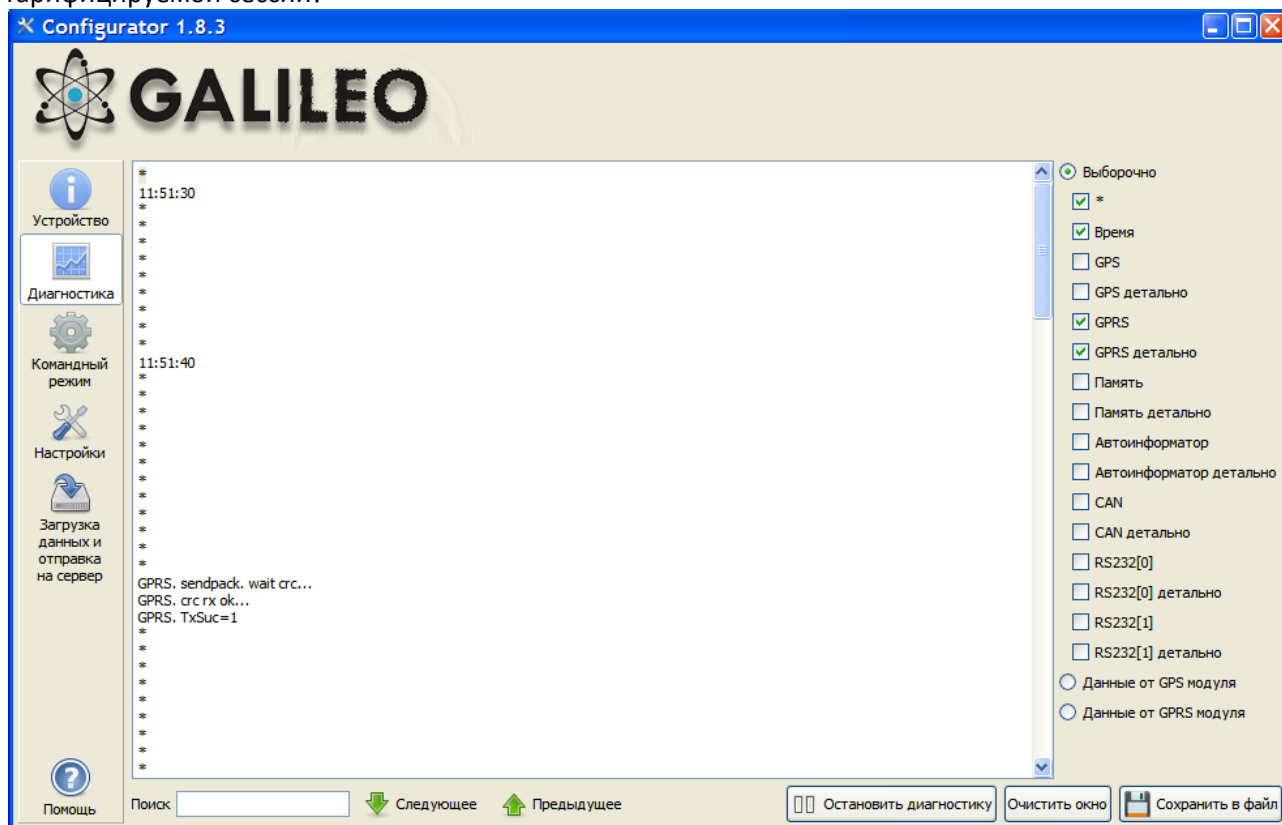 тарифицируемой сессии.
Configurator 1.8.3
GALILEO
Устройство
Диагностика
Командный
режим
Настройки
Загрузка
данных и
отправка
на сервер
Помощь
*
11:51:30
*
*
*
*
*
*
*
*
*
11:51:40
*
*
*
*
*
*
*
*
*
*
*
*
GPRS. sendpack. wait crc...
GPRS. crc rx ok...
GPRS. TxSuc=1
*
*
*
*
*
*
*
*
*
Выборочно
*
Время
GPS
GPS детально
GPRS
GPRS детально
Память
Память детально
Автоинформатор
Автоинформатор детально
CAN
CAN детально
RS232[0]
RS232[0] детально
RS232[1]
RS232[1] детально
Данные от GPS модуля
Данные от GPRS модуля
Поиск Следующее Предыдущее Остановить диагностику Очистить окно Сохранить в файл